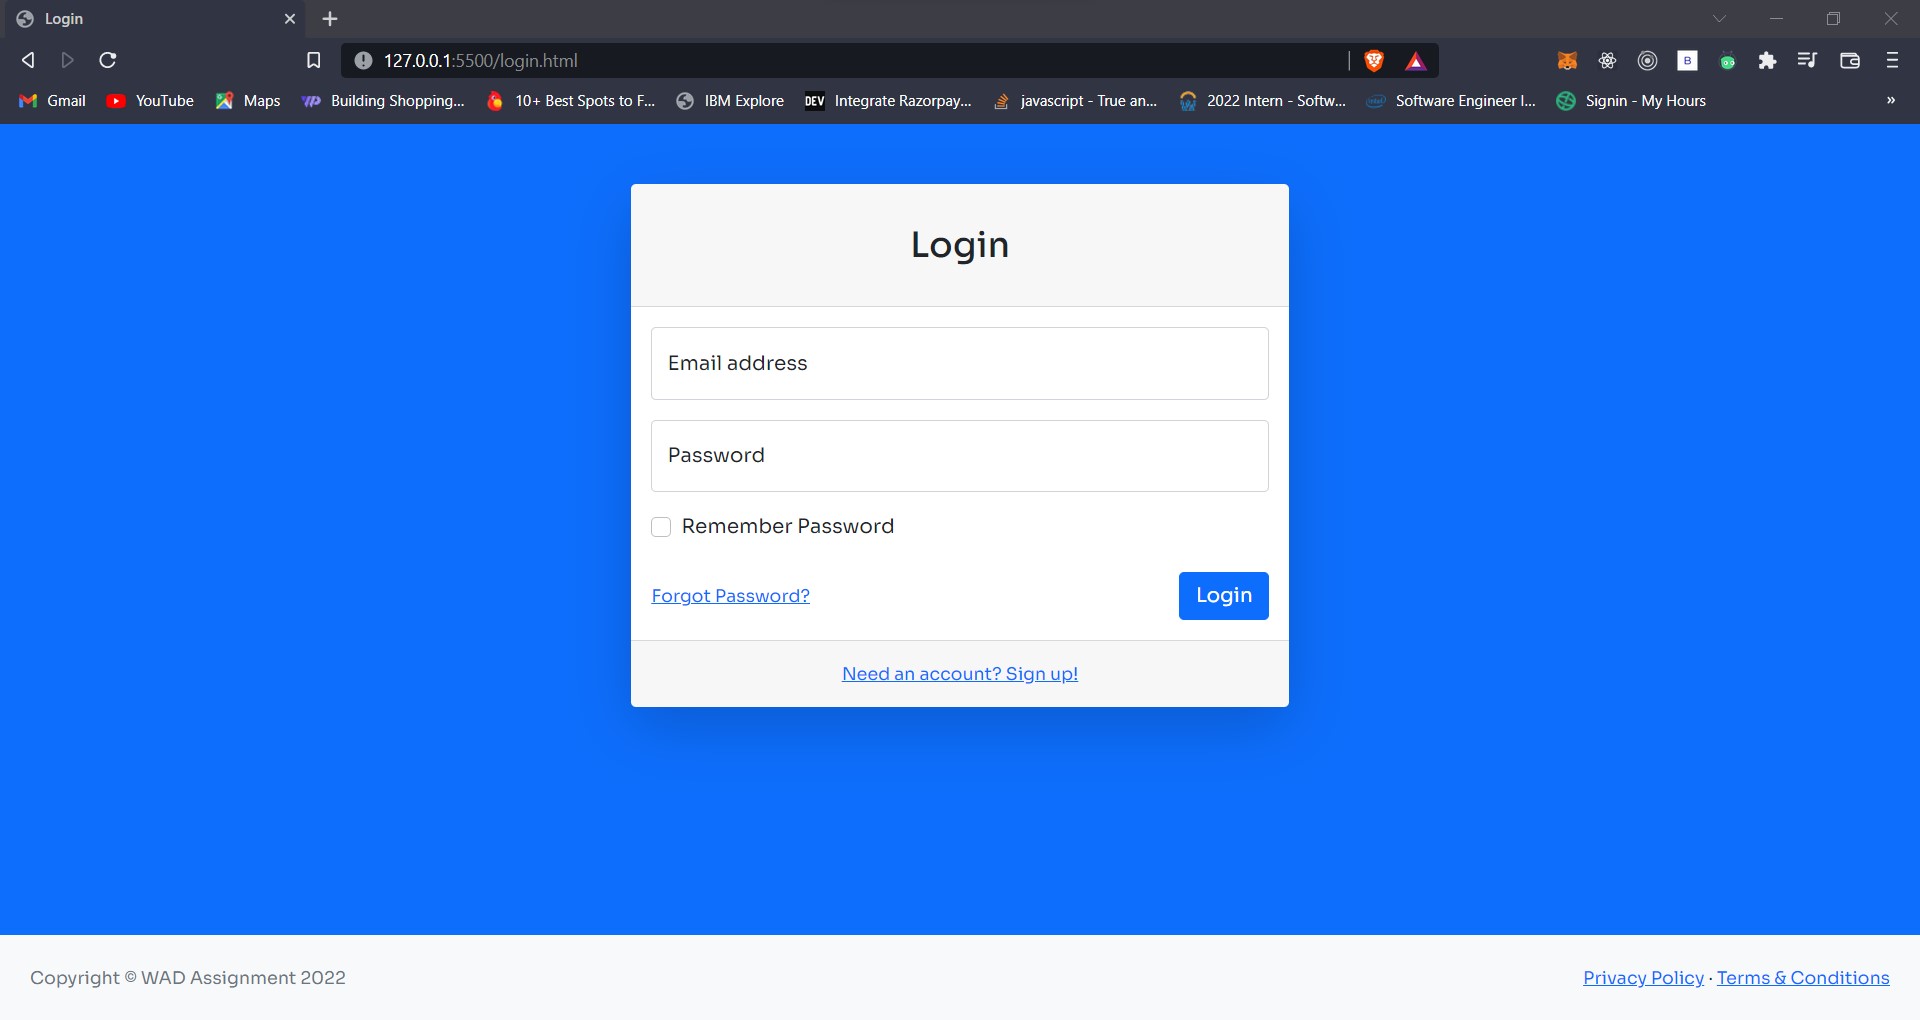 Login
127.0.0.1:5500/login.html
Gmail YouTube Maps Building Shopping... 10+ Best Spots to F... IBM Explore DEV Integrate Razorpay... javascript - True an... 2022 Intern - Softw... Software Engineer I... Signin - My Hours »
Login
Email address
Password
Remember Password
Forgot Password? Login
Need an account? Sign up!
Copyright © WAD Assignment 2022 Privacy Policy · Terms & Conditions